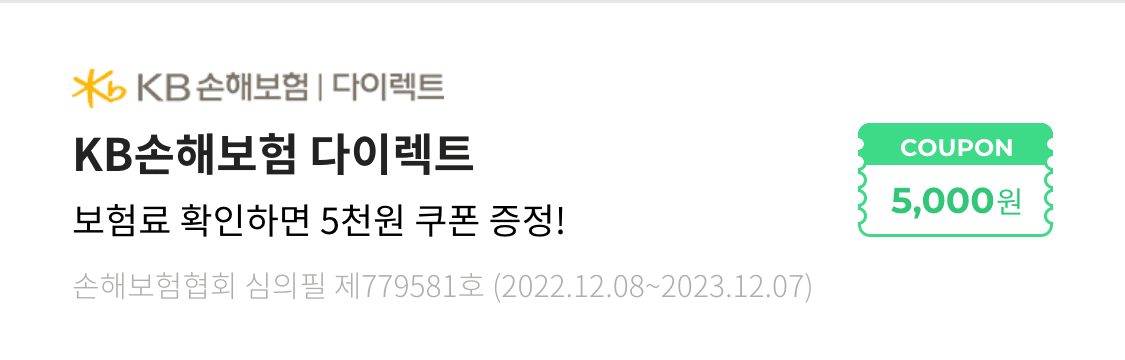 KB 손해보험 | 다이렉트
KB손해보험 다이렉트
보험료 확인하면 5천원 쿠폰 증정!
손해보험협회 심의필 제779581호 (2022.12.08~2023.12.07)
COUPON
5,000원